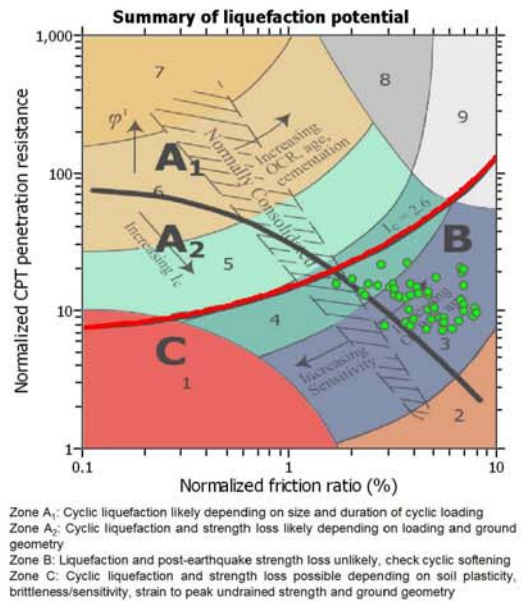 Summary of liquefaction potential
1,000
100
10
1
0.1
1
10
Normalized CPT penetration resistance
Normalized friction ratio (%)
7
8
9
φ'
A1
Increasing
OCR, age,
cementation
Normally Consolidated
6
A2
Increasing Ic
5
Ic = 2.6
B
4
C
1
Increasing
Sensitivity
3
2
Zone A1: Cyclic liquefaction likely depending on size and duration of cyclic loading
Zone A2: Cyclic liquefaction and strength loss likely depending on loading and ground
geometry
Zone B: Liquefaction and post-earthquake strength loss unlikely, check cyclic softening
Zone C: Cyclic liquefaction and strength loss possible depending on soil plasticity,
brittleness/sensitivity, strain to peak undrained strength and ground geometry